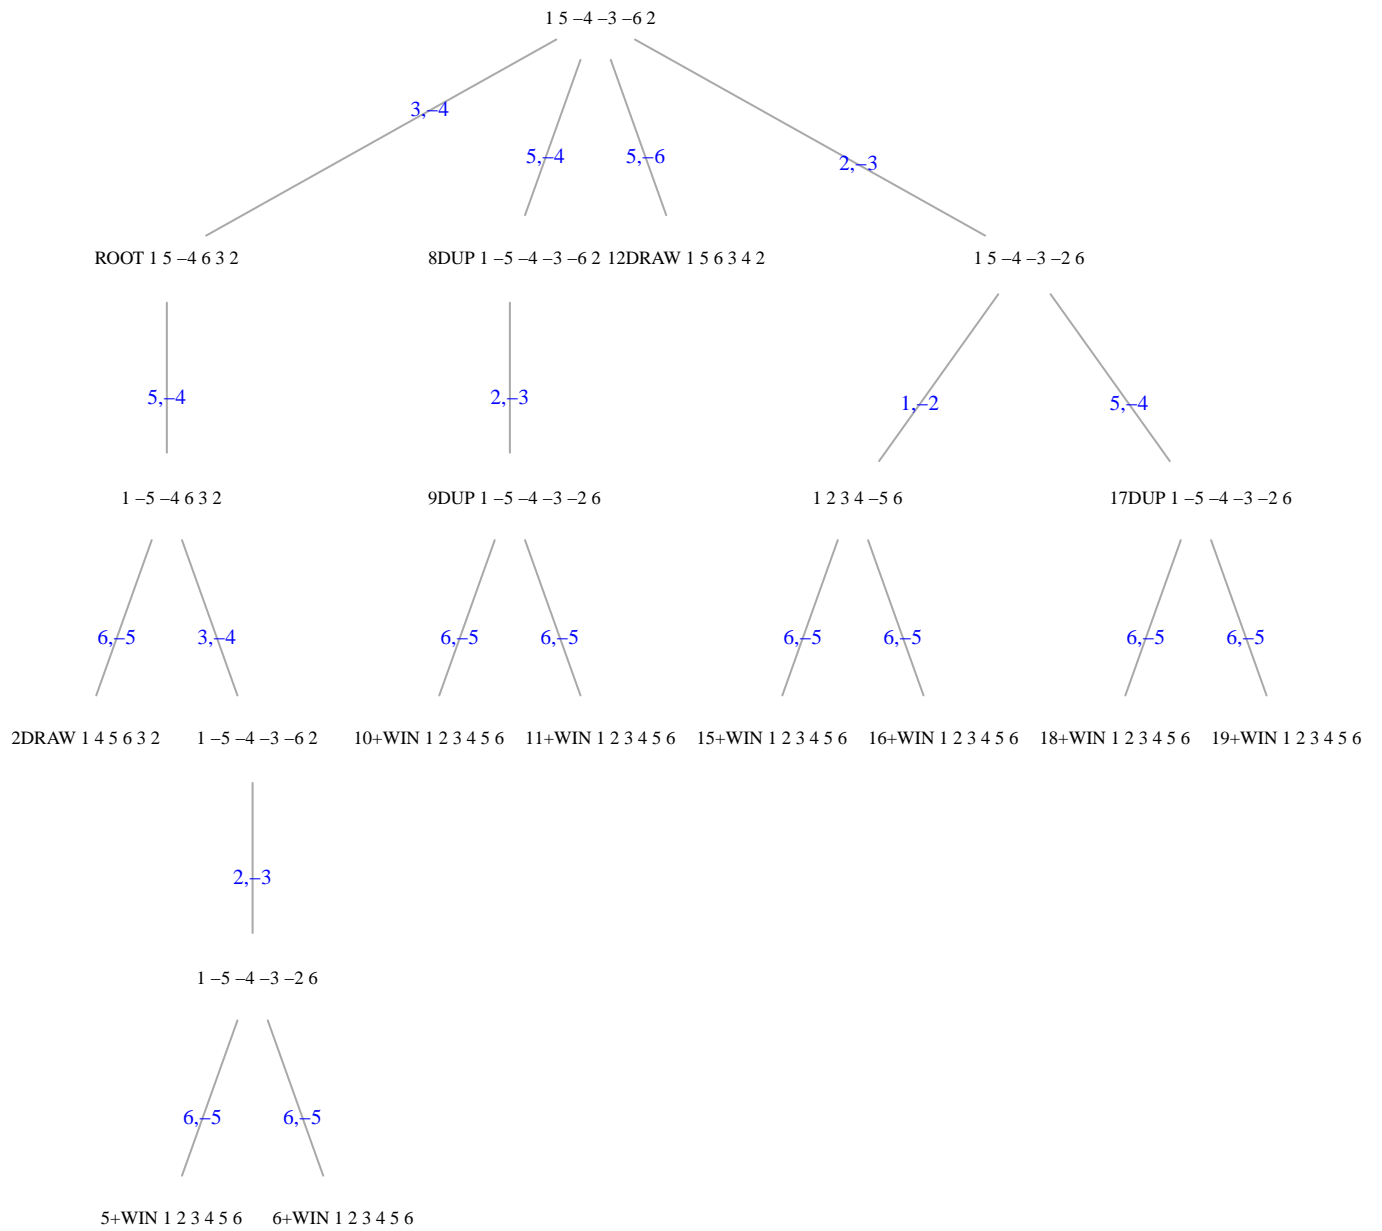 1 5 –4 –3 –6 2
3,–4
5,–4
5,–6
2,–3
ROOT 1 5 –4 6 3 2
8DUP 1 –5 –4 –3 –6 2
12DRAW 1 5 6 3 4 2
1 5 –4 –3 –2 6
5,–4
2,–3
1,–2
5,–4
1 –5 –4 6 3 2
9DUP 1 –5 –4 –3 –2 6
1 2 3 4 –5 6
17DUP 1 –5 –4 –3 –2 6
6,–5
3,–4
6,–5
6,–5
6,–5
6,–5
6,–5
6,–5
2DRAW 1 4 5 6 3 2
1 –5 –4 –3 –6 2
10+WIN 1 2 3 4 5 6
11+WIN 1 2 3 4 5 6
15+WIN 1 2 3 4 5 6
16+WIN 1 2 3 4 5 6
18+WIN 1 2 3 4 5 6
19+WIN 1 2 3 4 5 6
2,–3
1 –5 –4 –3 –2 6
6,–5
6,–5
5+WIN 1 2 3 4 5 6
6+WIN 1 2 3 4 5 6